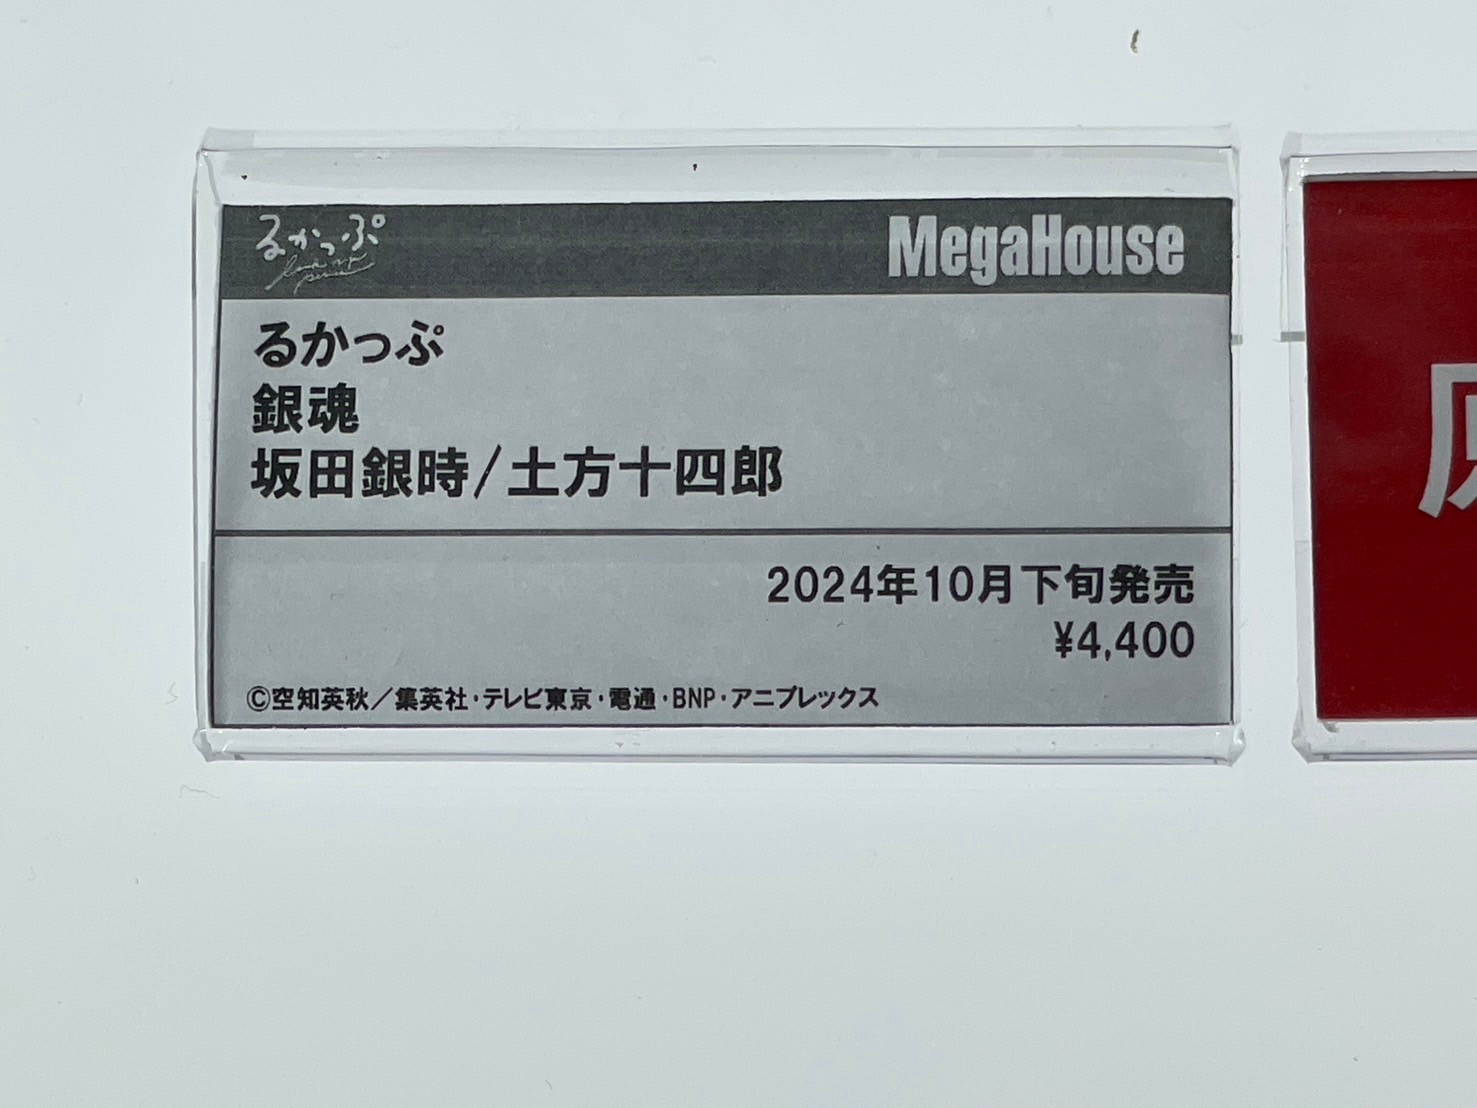 るかっぷ
MegaHouse
るかっぷ
銀魂
坂田銀時/土方十四郎
2024年10月下旬発売
¥4,400
©空知英秋／集英社・テレビ東京・電通・BNP・アニプレックス